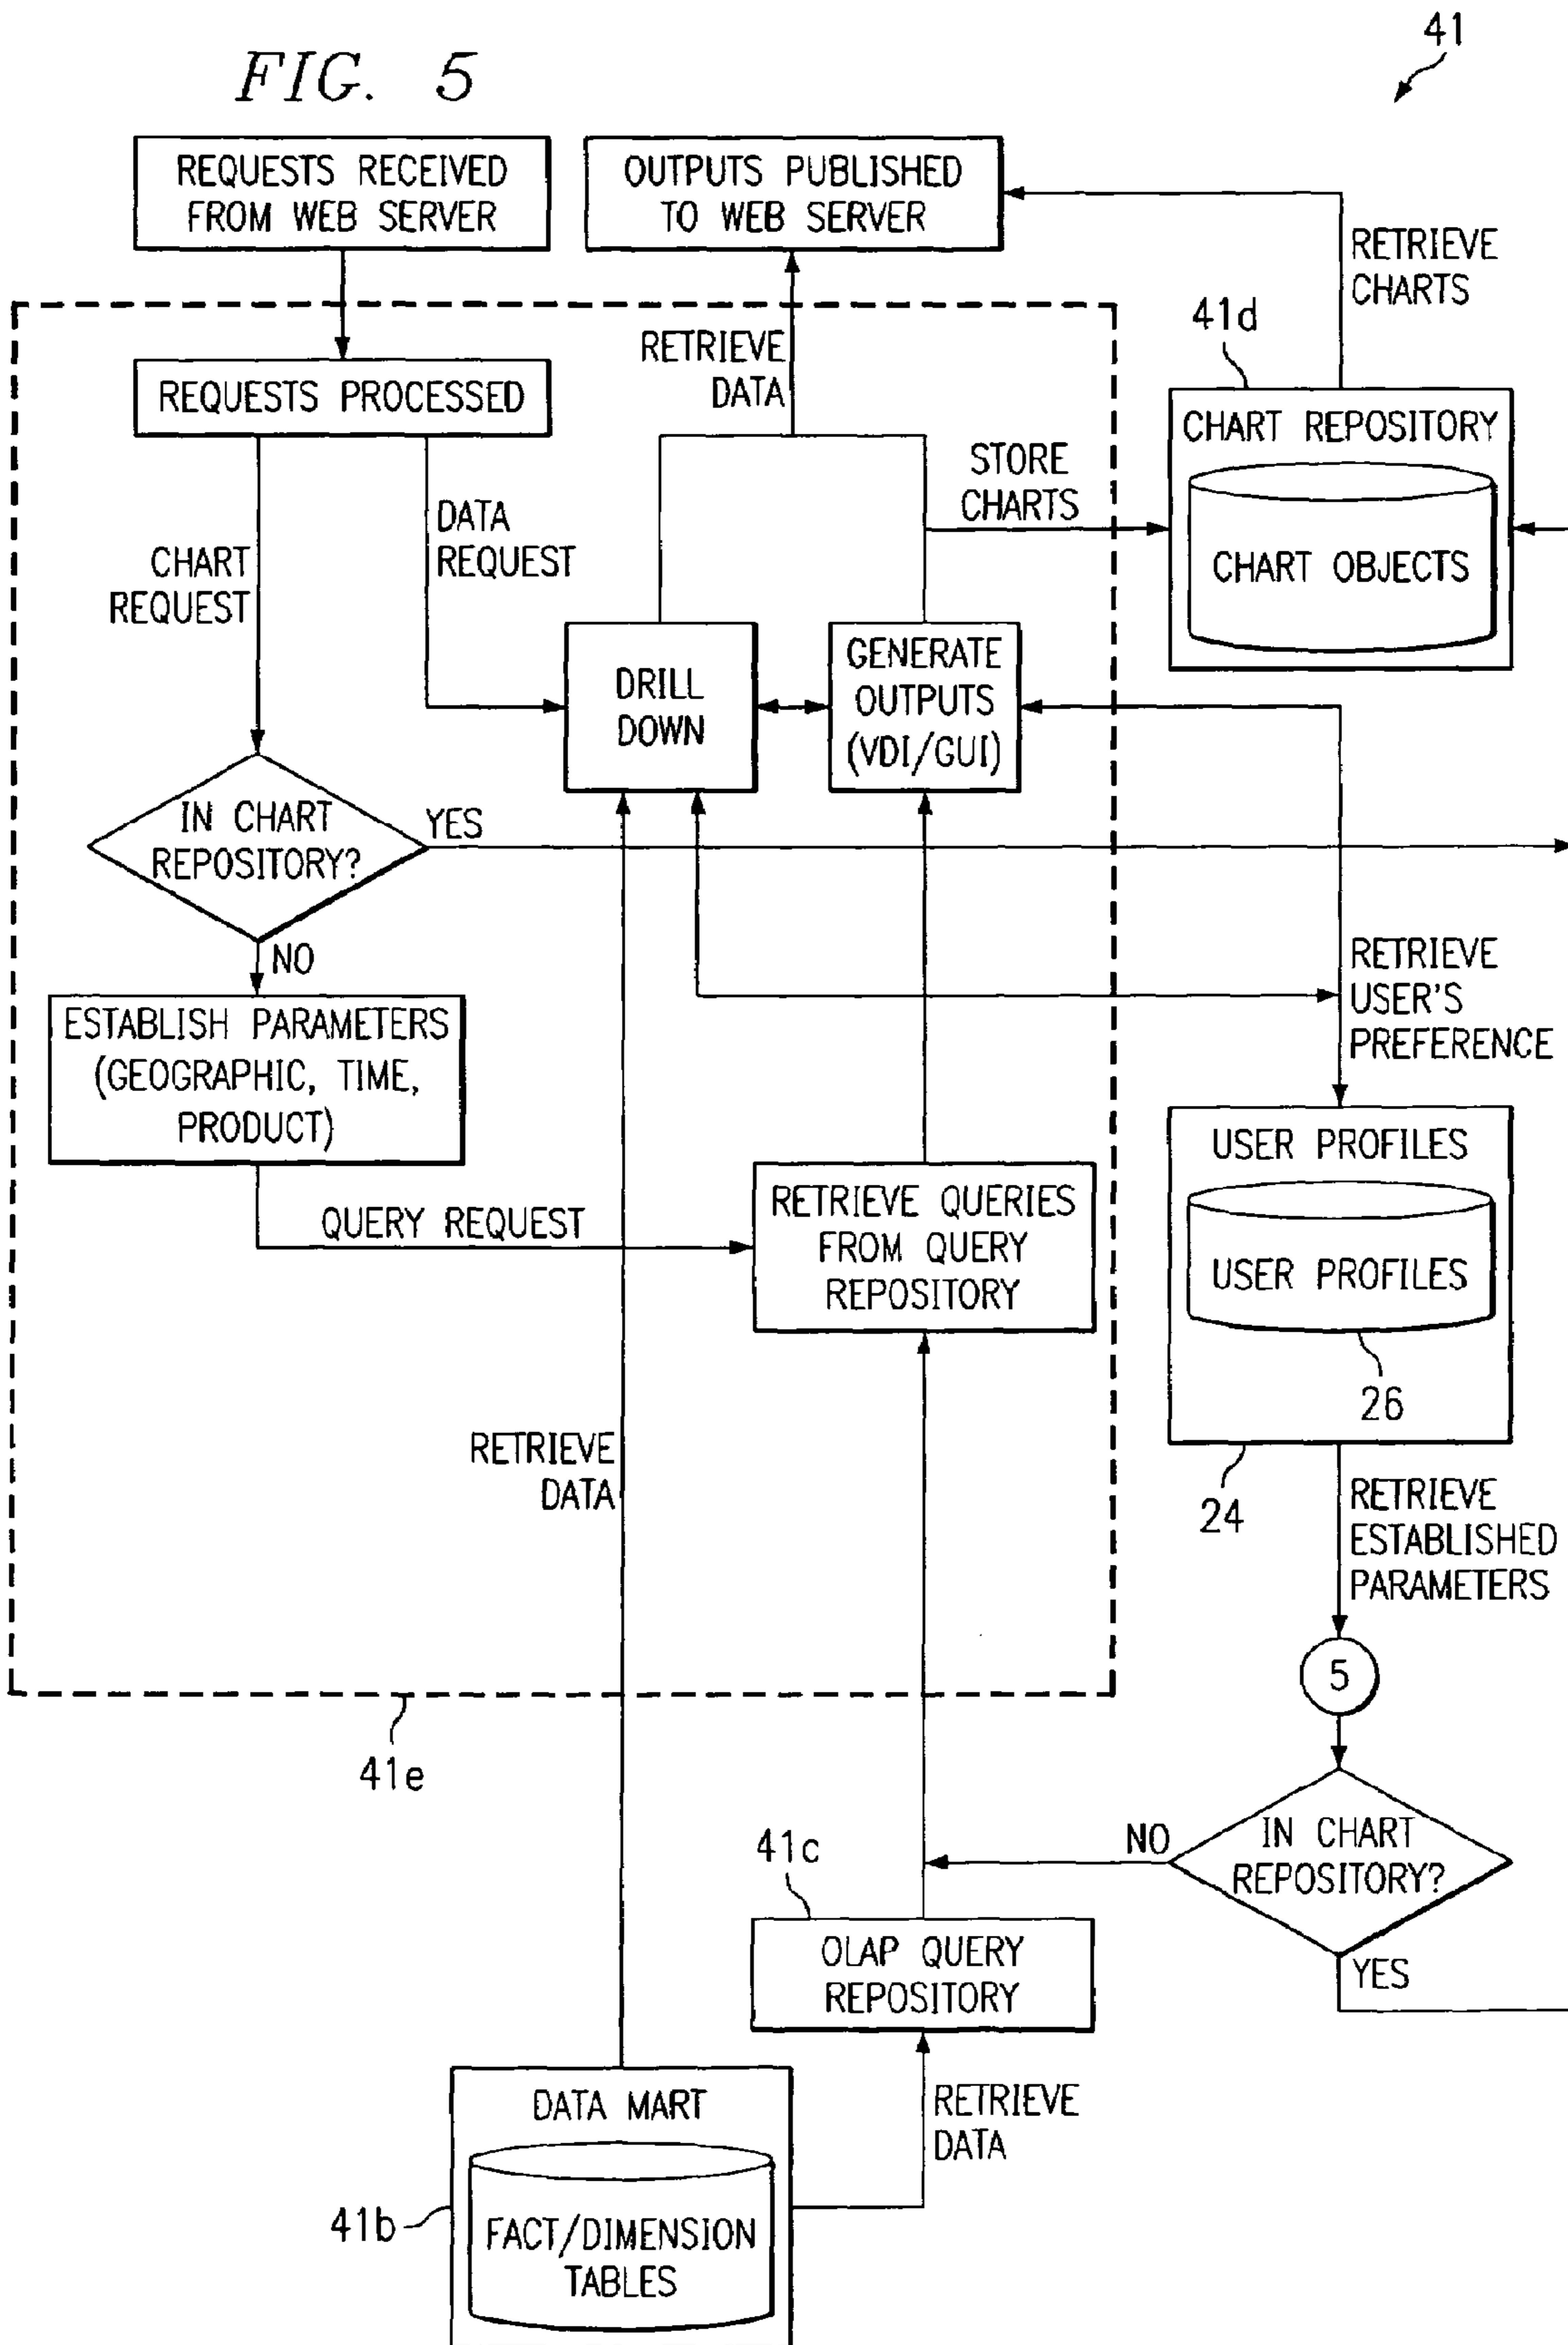 FIG. 5
41
REQUESTS RECEIVED
FROM WEB SERVER
OUTPUTS PUBLISHED
TO WEB SERVER
RETRIEVE
CHARTS
41d
RETRIEVE
DATA
REQUESTS PROCESSED
CHART REPOSITORY
CHART OBJECTS
STORE
CHARTS
DATA
REQUEST
CHART
REQUEST
DRILL
DOWN
GENERATE
OUTPUTS
(VDI/GUI)
IN CHART
REPOSITORY?
YES
NO
RETRIEVE
USER'S
PREFERENCE
ESTABLISH PARAMETERS
(GEOGRAPHIC, TIME,
PRODUCT)
USER PROFILES
USER PROFILES
26
24
QUERY REQUEST
RETRIEVE QUERIES
FROM QUERY
REPOSITORY
RETRIEVE
DATA
RETRIEVE
ESTABLISHED
PARAMETERS
5
41e
IN CHART
REPOSITORY?
NO
YES
41c
OLAP QUERY
REPOSITORY
RETRIEVE
DATA
DATA MART
41b
FACT/DIMENSION
TABLES